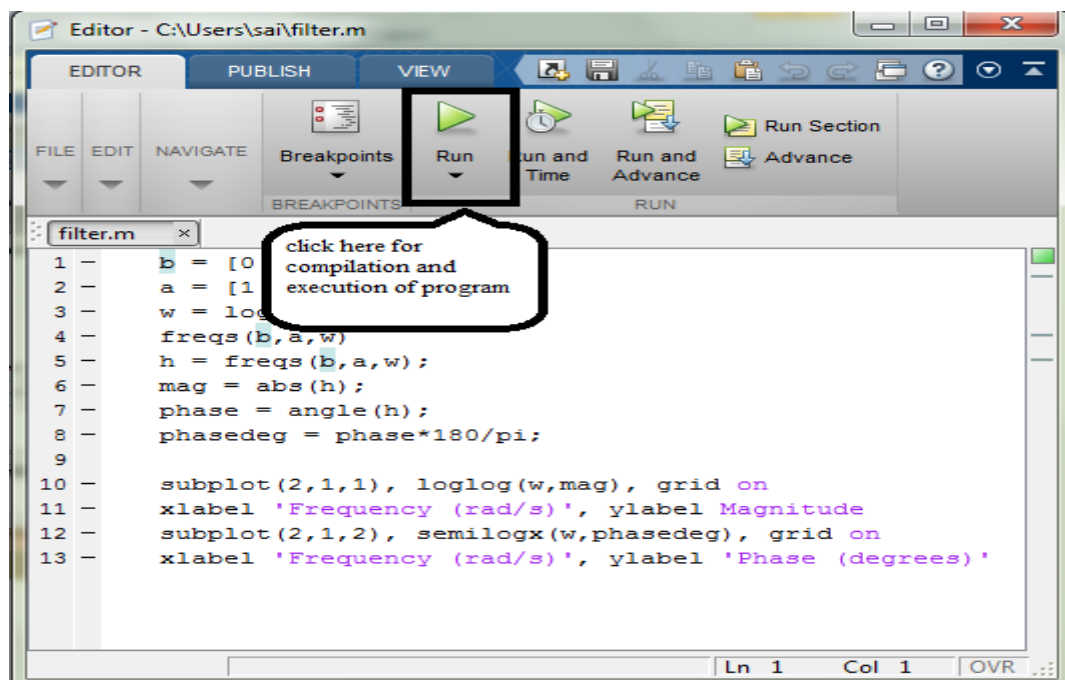 Editor - C:\Users\sai\filter.m
EDITOR PUBLISH VIEW
FILE EDIT NAVIGATE Breakpoints Run Run and Time Run and Advance Run Section Advance
BREAKPOINTS RUN
filter.m ×
click here for
compilation and
execution of program
1 - b = [0
2 - a = [1
3 - w = log
4 - freqs(b,a,w)
5 - h = freqs(b,a,w);
6 - mag = abs(h);
7 - phase = angle(h);
8 - phasedeg = phase*180/pi;
9
10 - subplot(2,1,1), loglog(w,mag), grid on
11 - xlabel 'Frequency (rad/s)', ylabel Magnitude
12 - subplot(2,1,2), semilogx(w,phasedeg), grid on
13 - xlabel 'Frequency (rad/s)', ylabel 'Phase (degrees)'
Ln 1 Col 1 OVR